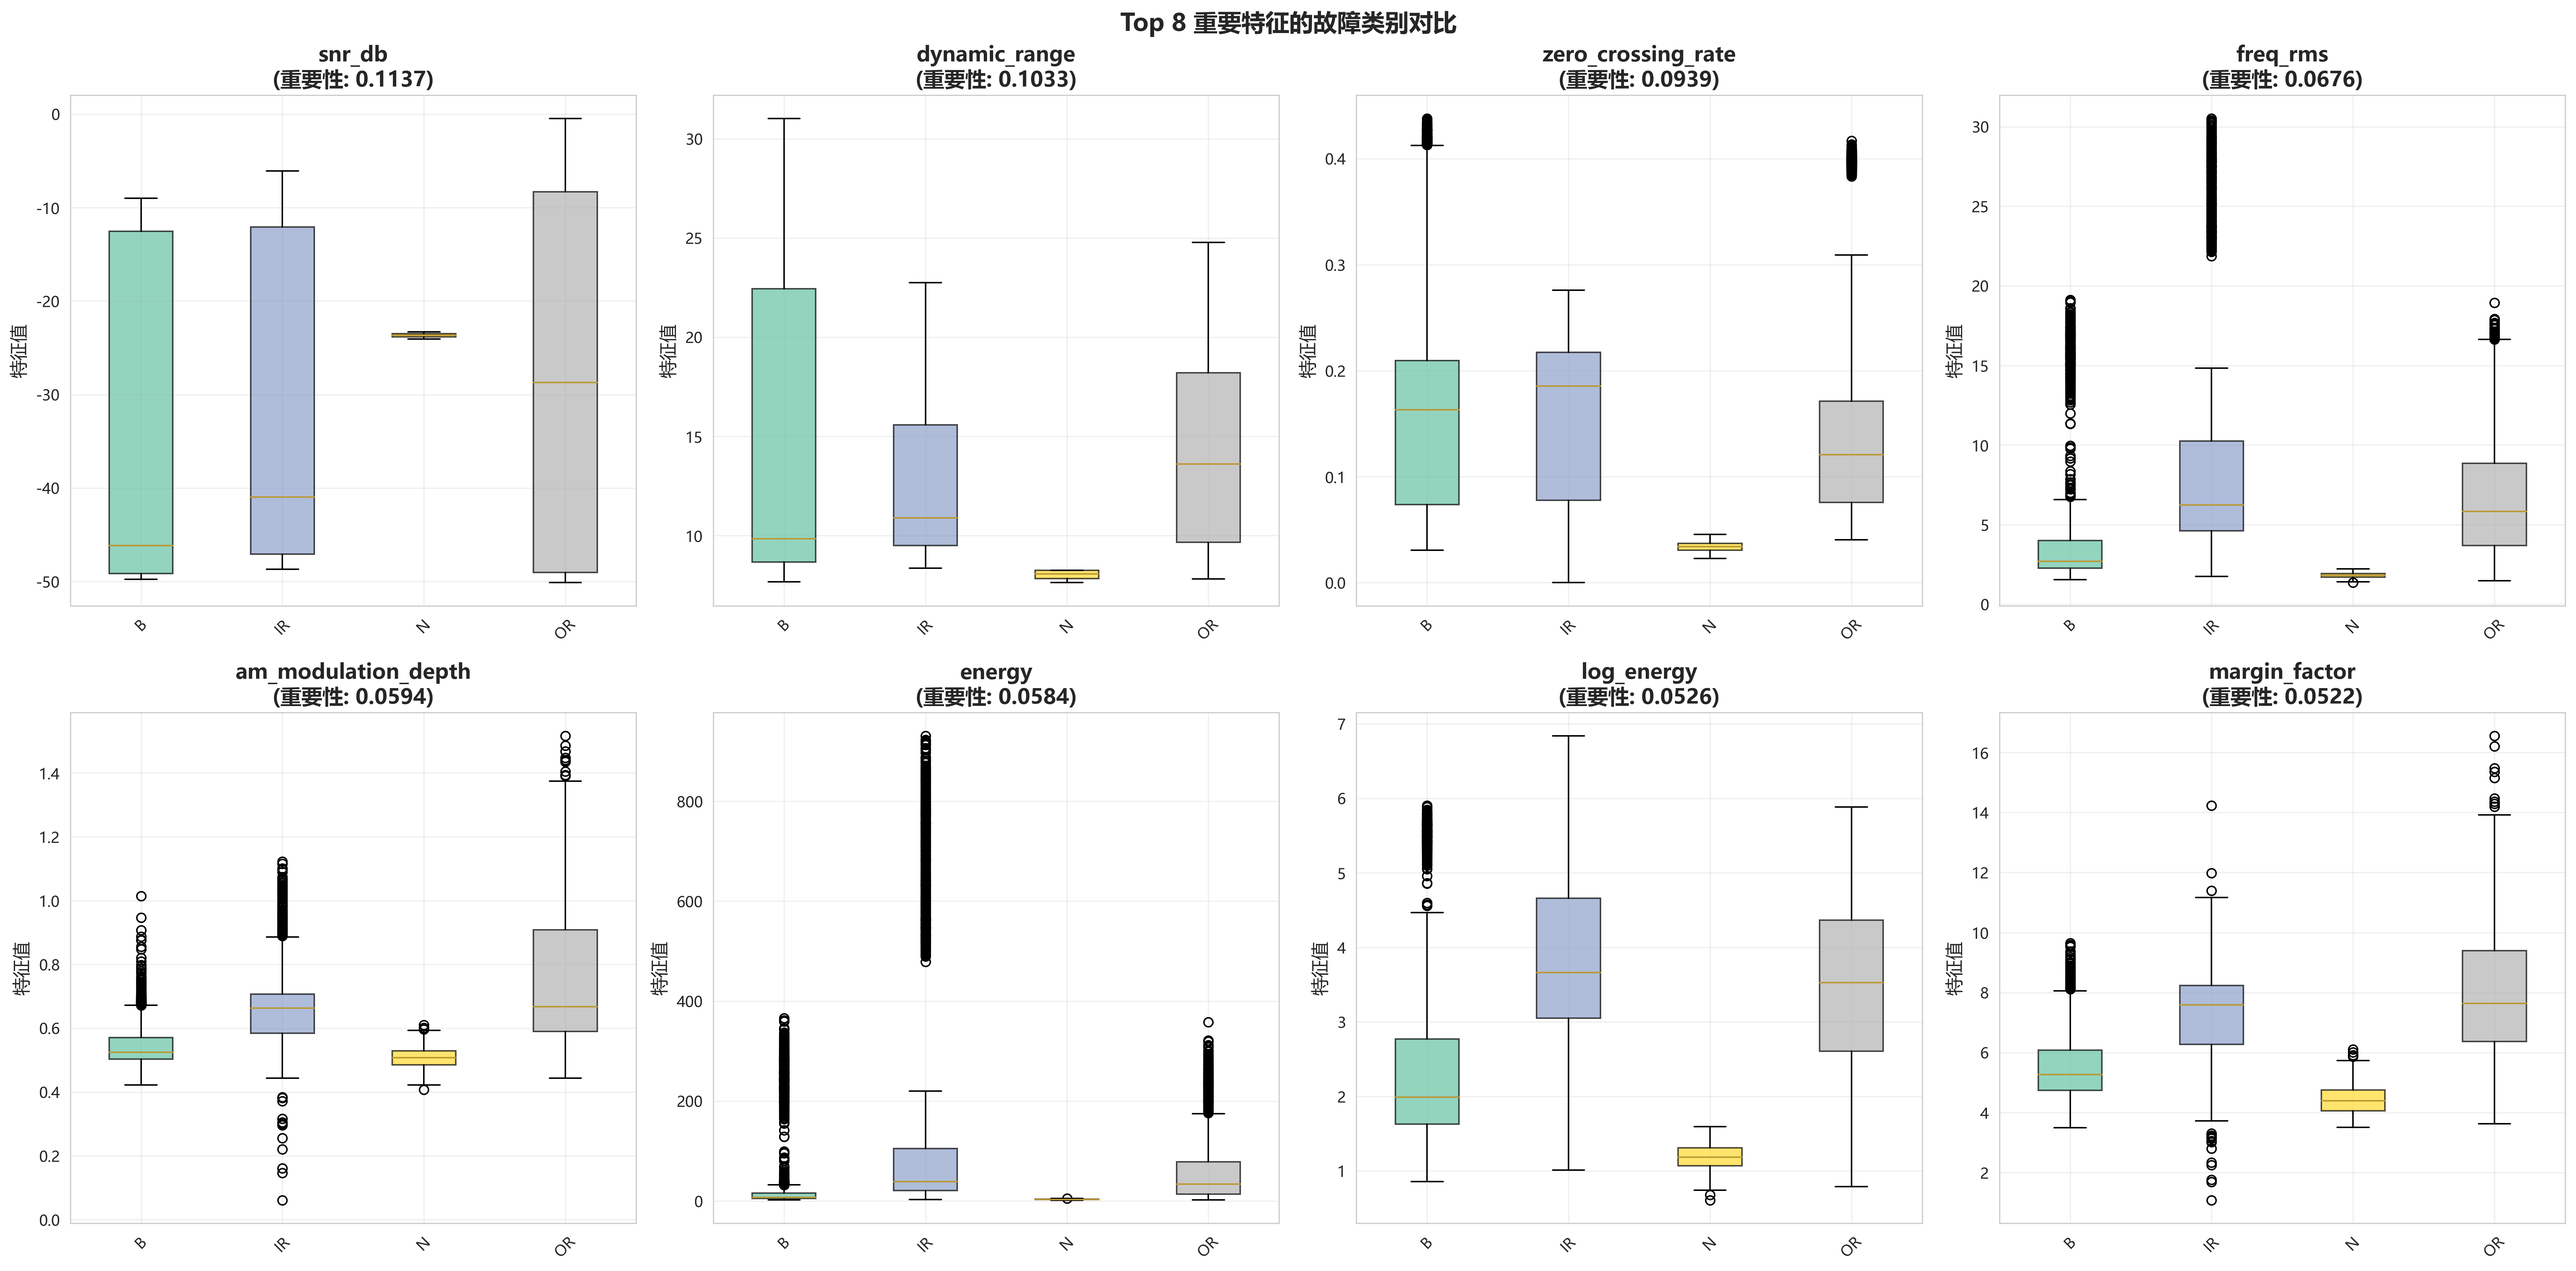 Top 8 重要特征的故障类别对比
snr_db
(重要性: 0.1137)
特征值
0
-10
-20
-30
-40
-50
B
IR
N
OR
dynamic_range
(重要性: 0.1033)
特征值
30
25
20
15
10
B
IR
N
OR
zero_crossing_rate
(重要性: 0.0939)
特征值
0.4
0.3
0.2
0.1
0.0
B
IR
N
OR
freq_rms
(重要性: 0.0676)
特征值
30
25
20
15
10
5
0
B
IR
N
OR
am_modulation_depth
(重要性: 0.0594)
特征值
1.4
1.2
1.0
0.8
0.6
0.4
0.2
0.0
B
IR
N
OR
energy
(重要性: 0.0584)
特征值
800
600
400
200
0
B
IR
N
OR
log_energy
(重要性: 0.0526)
特征值
7
6
5
4
3
2
1
B
IR
N
OR
margin_factor
(重要性: 0.0522)
特征值
16
14
12
10
8
6
4
2
B
IR
N
OR